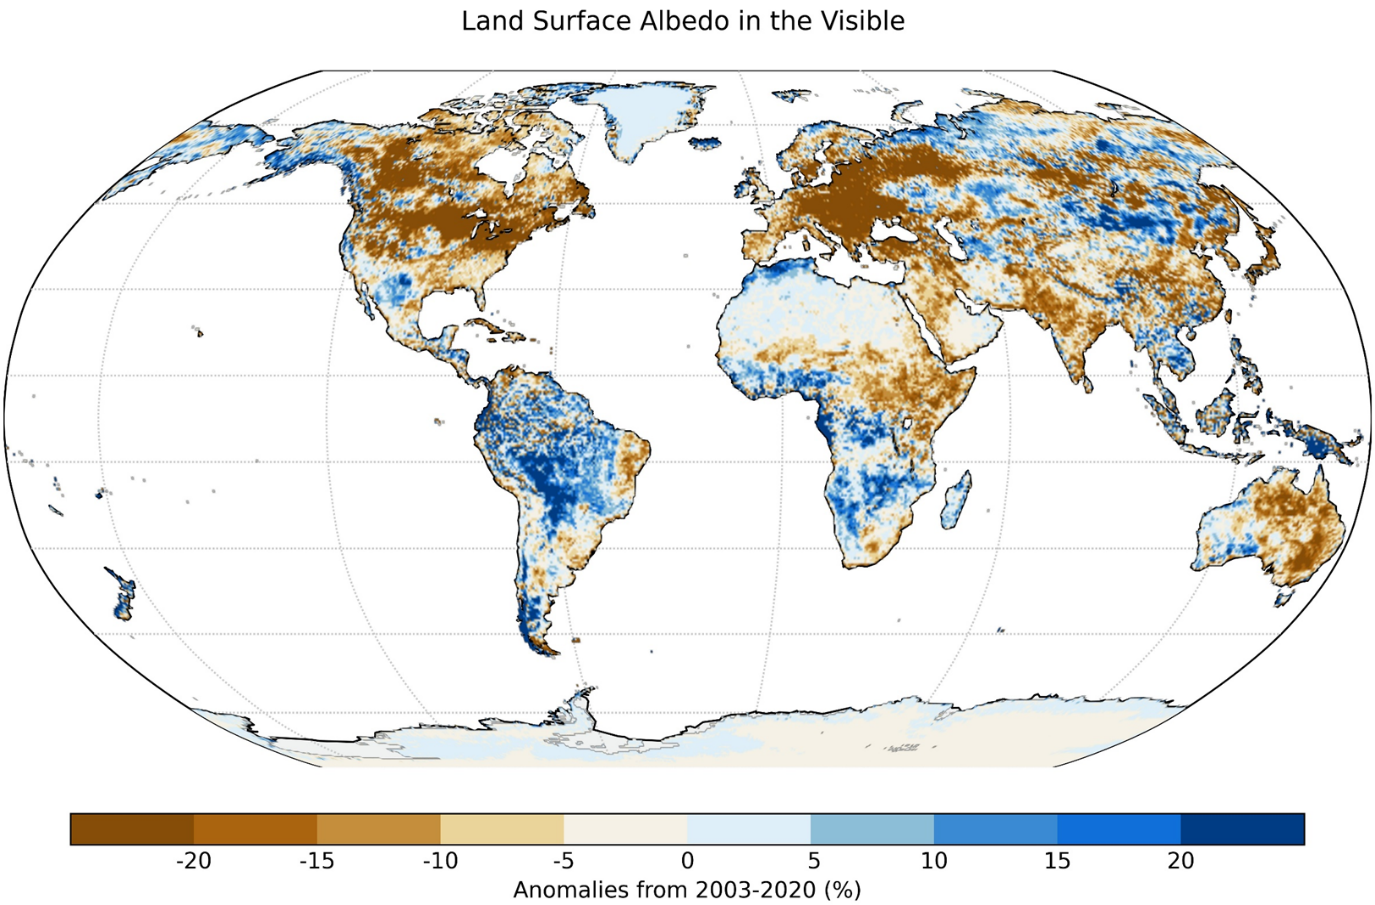 Land Surface Albedo in the Visible
-20 -15 -10 -5 0 5 10 15 20
Anomalies from 2003-2020 (%)